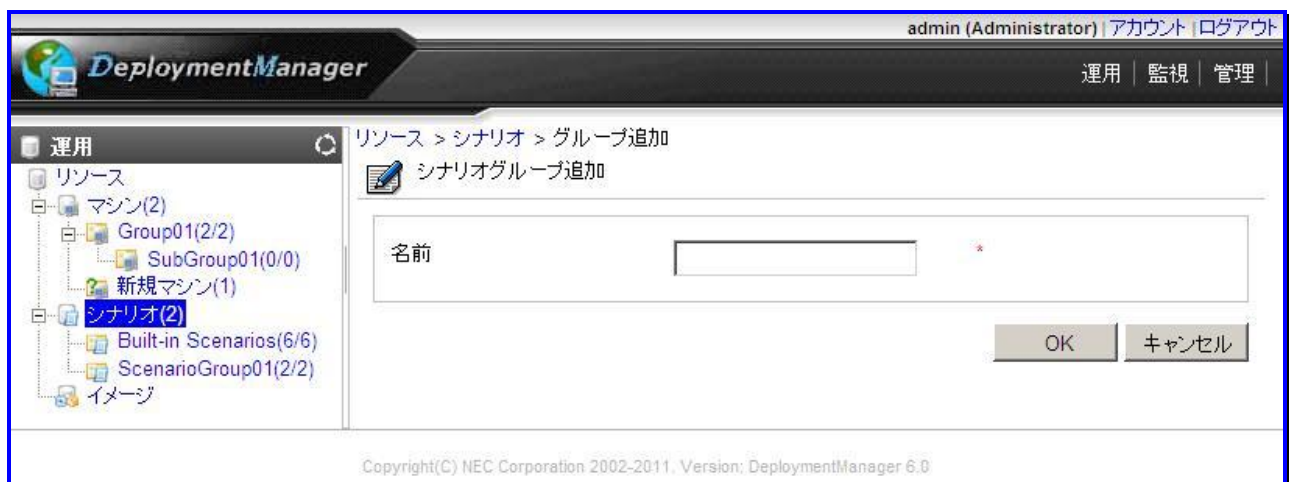 admin (Administrator) | アカウント | ログアウト
DeploymentManager
運用 | 監視 | 管理 |
運用
リソース
マシン(2)
Group01(2/2)
SubGroup01(0/0)
新規マシン(1)
シナリオ(2)
Built-in Scenarios(6/6)
ScenarioGroup01(2/2)
イメージ
リソース > シナリオ > グループ追加
シナリオグループ追加
名前 *
OK キャンセル
Copyright(C) NEC Corporation 2002-2011. Version: DeploymentManager 6.0